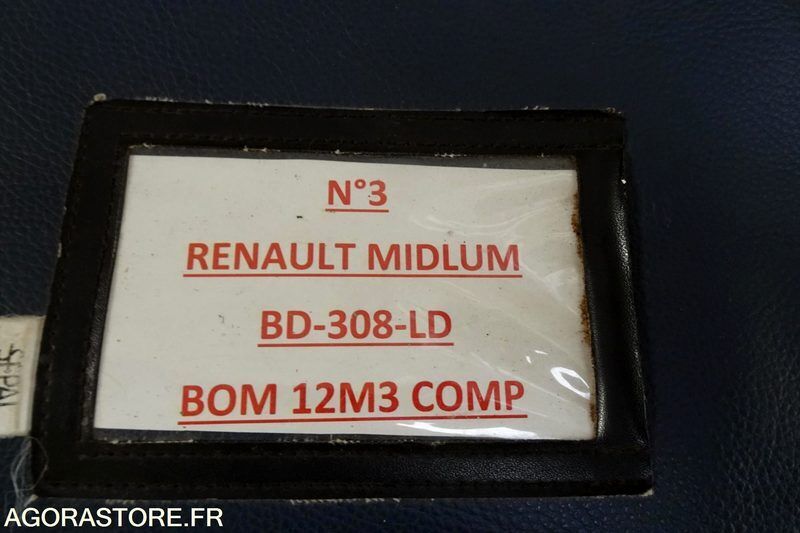 N°3
RENAULT MIDLUM
BD-308-LD
BOM 12M3 COMP
AGORASTORE.FR